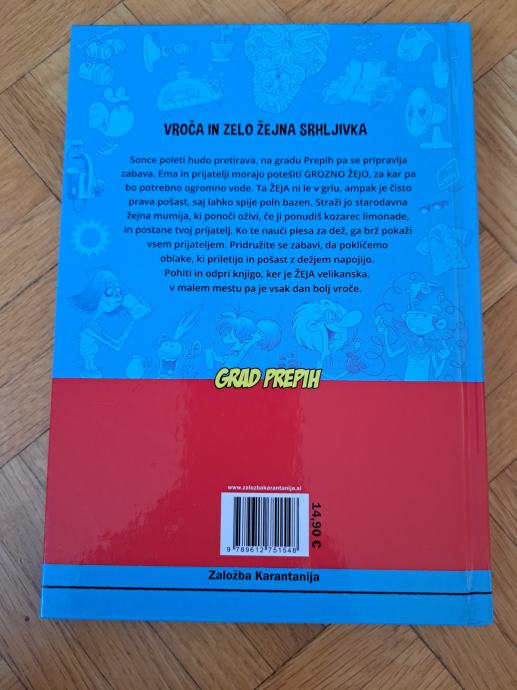 VROČA IN ZELO ŽEJNA SRHLJIVKA
Sonce poleti hudo pretirava, na gradu Prepih pa se pripravlja
zabava. Ema in prijatelji morajo potešiti GROZNO ŽEJO, za kar pa
bo potrebno ogromno vode. Ta ŽEJA ni le v grlu, ampak je čisto
prava pošast, saj lahko spije poln bazen. Straži jo starodavna
žejna mumija, ki ponoči oživi, če ji ponudiš kozarec limonade,
in postane tvoj prijatelj. Ko te nauči plesa za dež, ga brž pokaži
vsem prijateljem. Pridružite se zabavi, da pokličemo
oblake, ki priletijo in pošast z dežjem napojijo.
Pohiti in odpri knjigo, ker je ŽEJA velikanska,
v malem mestu pa je vsak dan bolj vroče.
GRAD PREPIH
www.zalozbakarantanija.si
14,90 €
9 789612 751548
Založba Karantanija